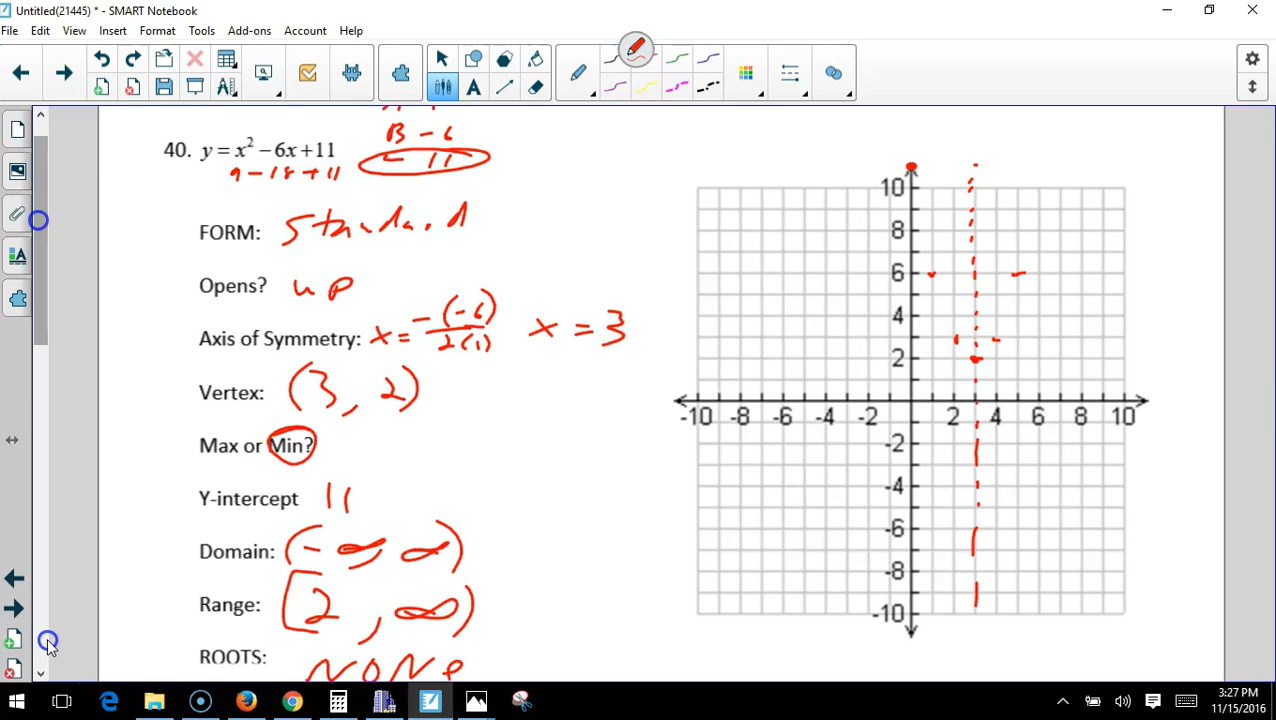 Untitled(21445) * - SMART Notebook
File Edit View Insert Format Tools Add-ons Account Help
B - 6
40. y = x² − 6x + 11
- 11
9 - 18 + 11
FORM: Standard
Opens? up
Axis of Symmetry: x = -(-6) / 2(1) x = 3
Vertex: (3, 2)
Max or Min?
Y-intercept 11
Domain: (-∞, ∞)
Range: [2, ∞)
ROOTS: NONe
10
8
6
4
2
-10 -8 -6 -4 -2 2 4 6 8 10
-2
-4
-6
-8
-10
3:27 PM
11/15/2016